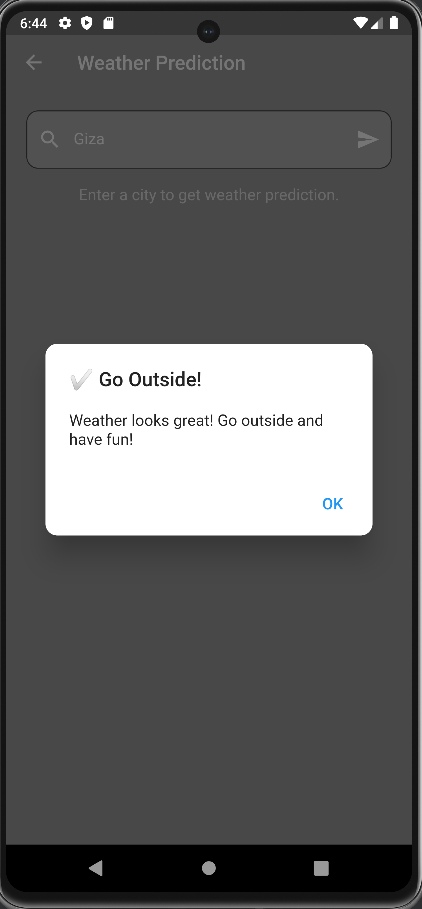 6:44
Weather Prediction
Giza
Enter a city to get weather prediction.
✔ Go Outside!
Weather looks great! Go outside and
have fun!
OK